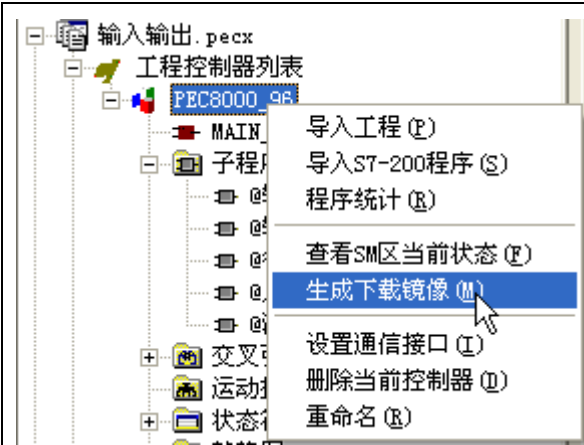 输入输出.pecx
工程控制器列表
PEC8000_96
MAIN_
子程
@
@
@
@
@
交叉
运动
状态
导入工程(P)
导入S7-200程序(S)
程序统计(R)
查看SM区当前状态(F)
生成下载镜像(M)
设置通信接口(I)
删除当前控制器(D)
重命名(R)